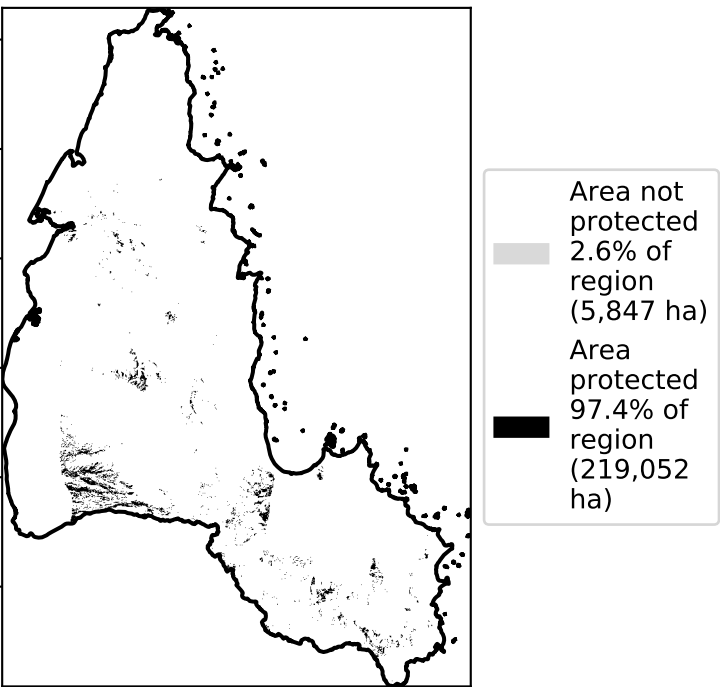 Area not
protected
2.6% of
region
(5,847 ha)
Area
protected
97.4% of
region
(219,052
ha)